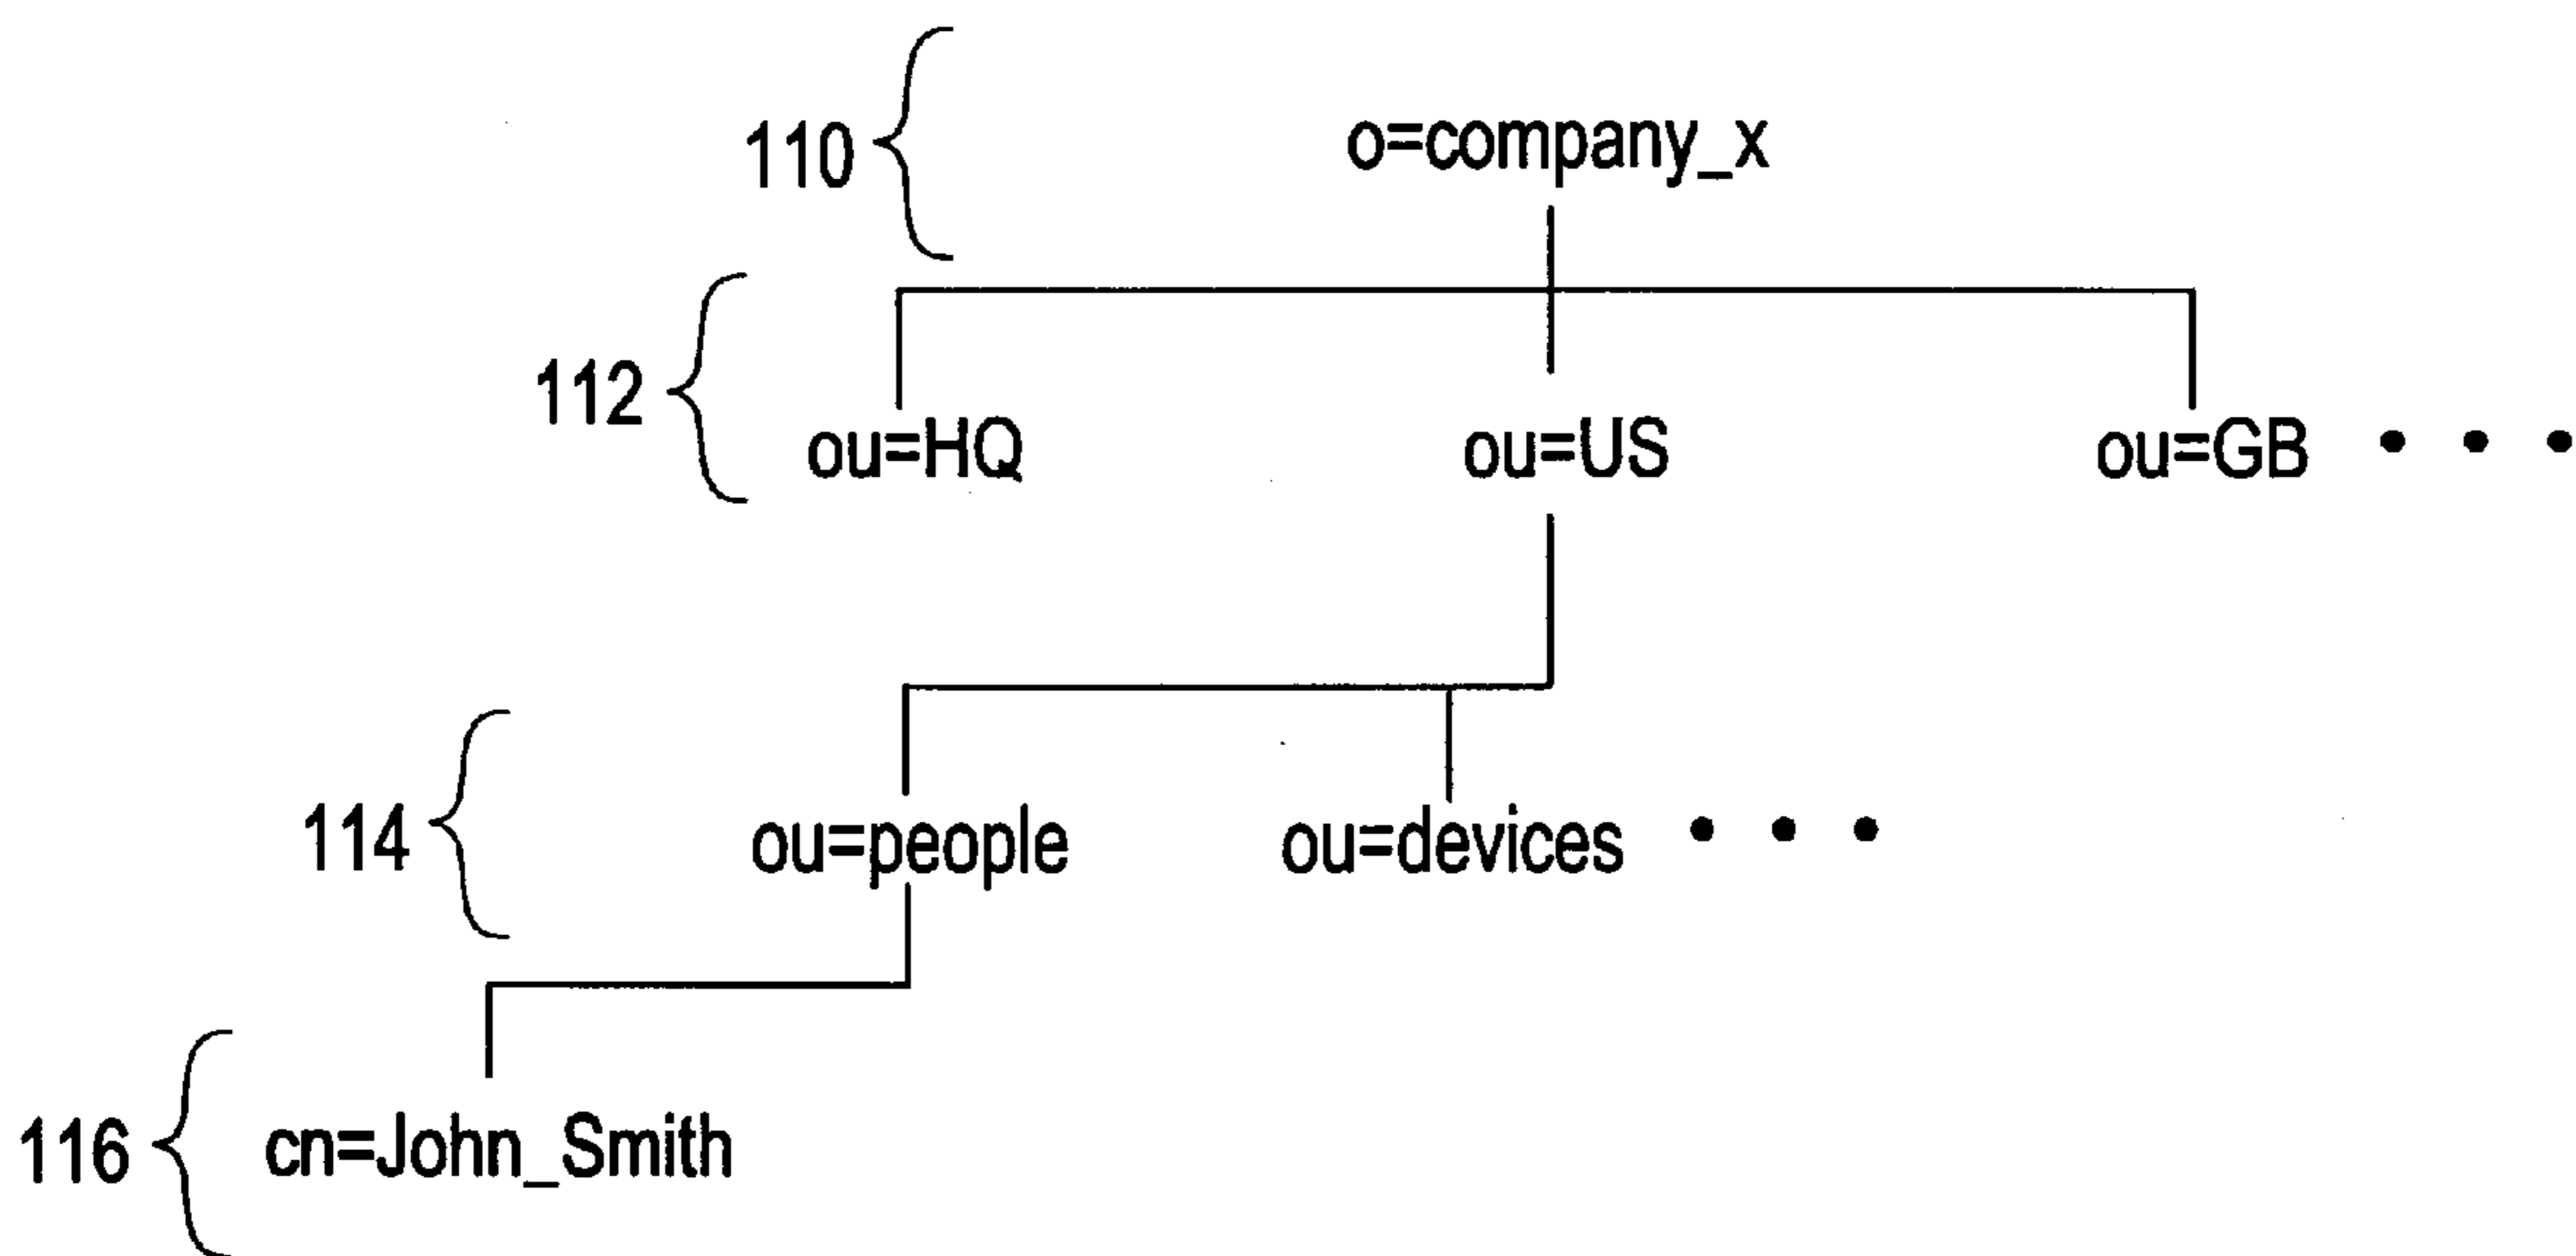 110 o=company_x
112 ou=HQ ou=US ou=GB • • •
114 ou=people ou=devices • • •
116 cn=John_Smith